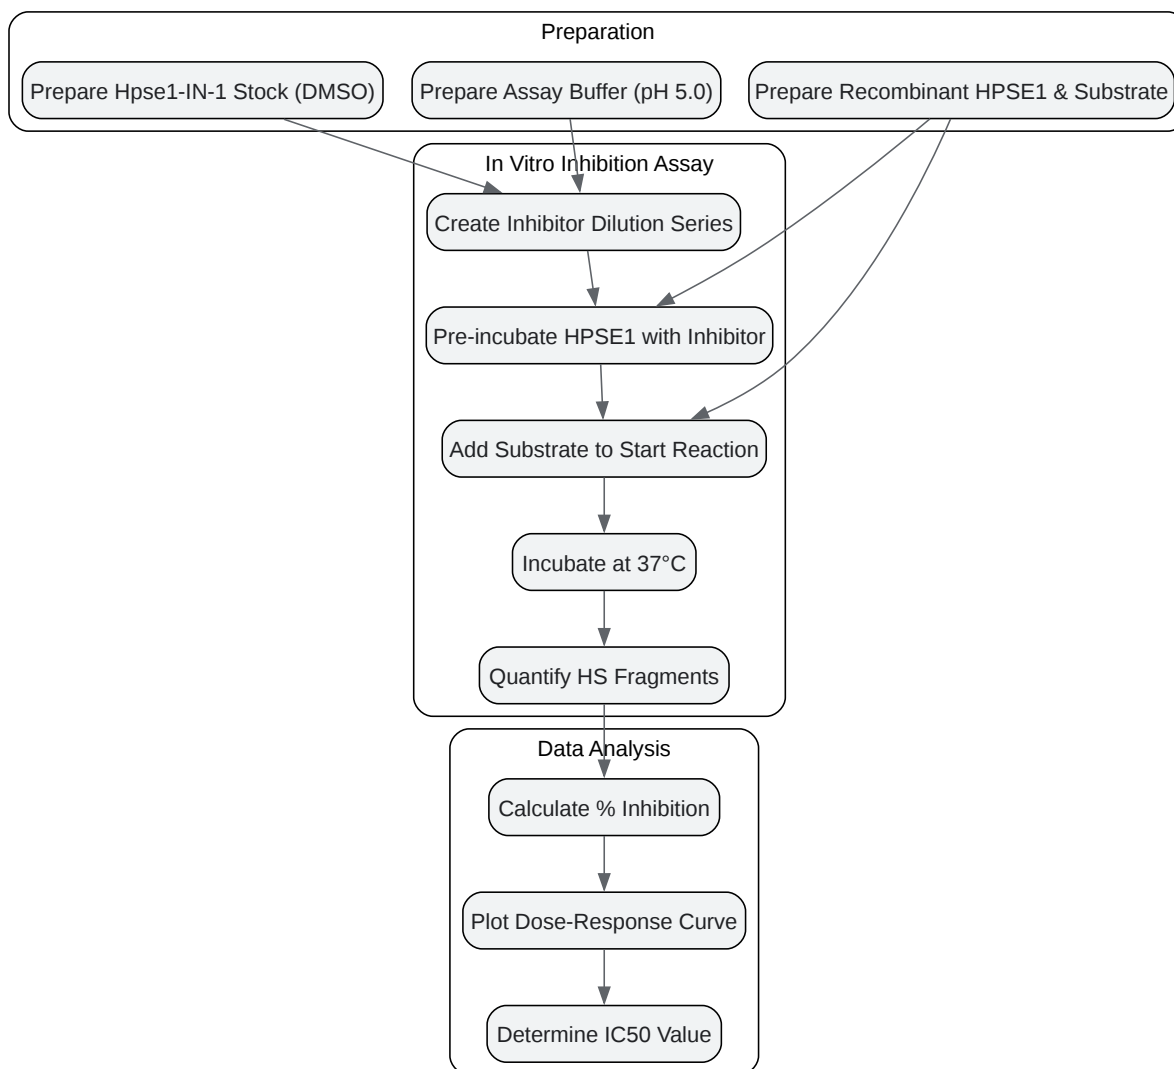 Preparation
Prepare Hpse1-IN-1 Stock (DMSO)
Prepare Assay Buffer (pH 5.0)
Prepare Recombinant HPSE1 & Substrate
In Vitro Inhibition Assay
Create Inhibitor Dilution Series
Pre-incubate HPSE1 with Inhibitor
Add Substrate to Start Reaction
Incubate at 37°C
Quantify HS Fragments
Data Analysis
Calculate % Inhibition
Plot Dose-Response Curve
Determine IC50 Value